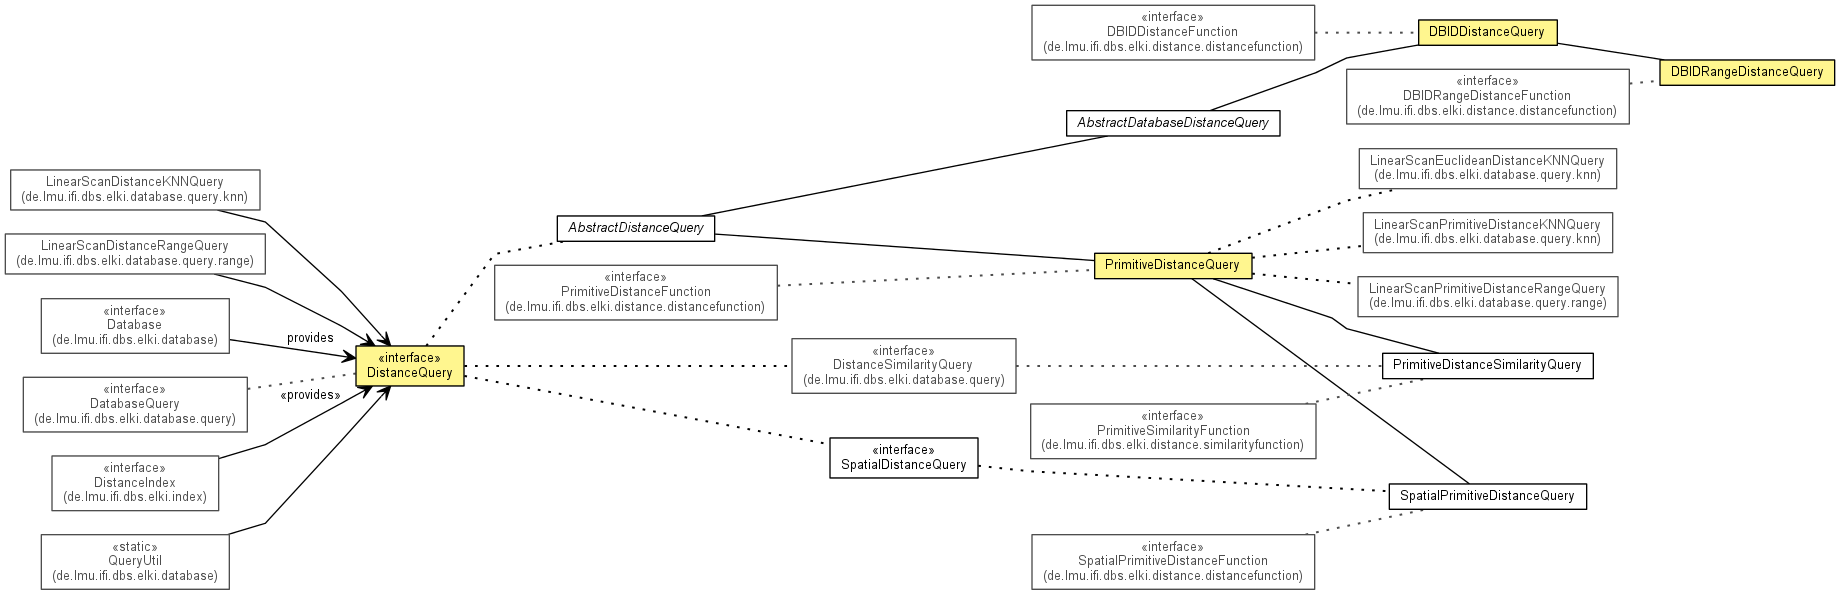 «interface»
DBIDDistanceFunction
(de.lmu.ifi.dbs.elki.distance.distancefunction)
DBIDDistanceQuery
DBIDRangeDistanceQuery
«interface»
DBIDRangeDistanceFunction
(de.lmu.ifi.dbs.elki.distance.distancefunction)
AbstractDatabaseDistanceQuery
LinearScanEuclideanDistanceKNNQuery
(de.lmu.ifi.dbs.elki.database.query.knn)
LinearScanDistanceKNNQuery
(de.lmu.ifi.dbs.elki.database.query.knn)
AbstractDistanceQuery
LinearScanPrimitiveDistanceKNNQuery
(de.lmu.ifi.dbs.elki.database.query.knn)
LinearScanDistanceRangeQuery
(de.lmu.ifi.dbs.elki.database.query.range)
PrimitiveDistanceQuery
«interface»
PrimitiveDistanceFunction
(de.lmu.ifi.dbs.elki.distance.distancefunction)
LinearScanPrimitiveDistanceRangeQuery
(de.lmu.ifi.dbs.elki.database.query.range)
«interface»
Database
(de.lmu.ifi.dbs.elki.database)
provides
«interface»
DistanceQuery
«interface»
DistanceSimilarityQuery
(de.lmu.ifi.dbs.elki.database.query)
PrimitiveDistanceSimilarityQuery
«interface»
DatabaseQuery
(de.lmu.ifi.dbs.elki.database.query)
«provides»
«interface»
PrimitiveSimilarityFunction
(de.lmu.ifi.dbs.elki.distance.similarityfunction)
«interface»
SpatialDistanceQuery
«interface»
DistanceIndex
(de.lmu.ifi.dbs.elki.index)
SpatialPrimitiveDistanceQuery
«static»
QueryUtil
(de.lmu.ifi.dbs.elki.database)
«interface»
SpatialPrimitiveDistanceFunction
(de.lmu.ifi.dbs.elki.distance.distancefunction)